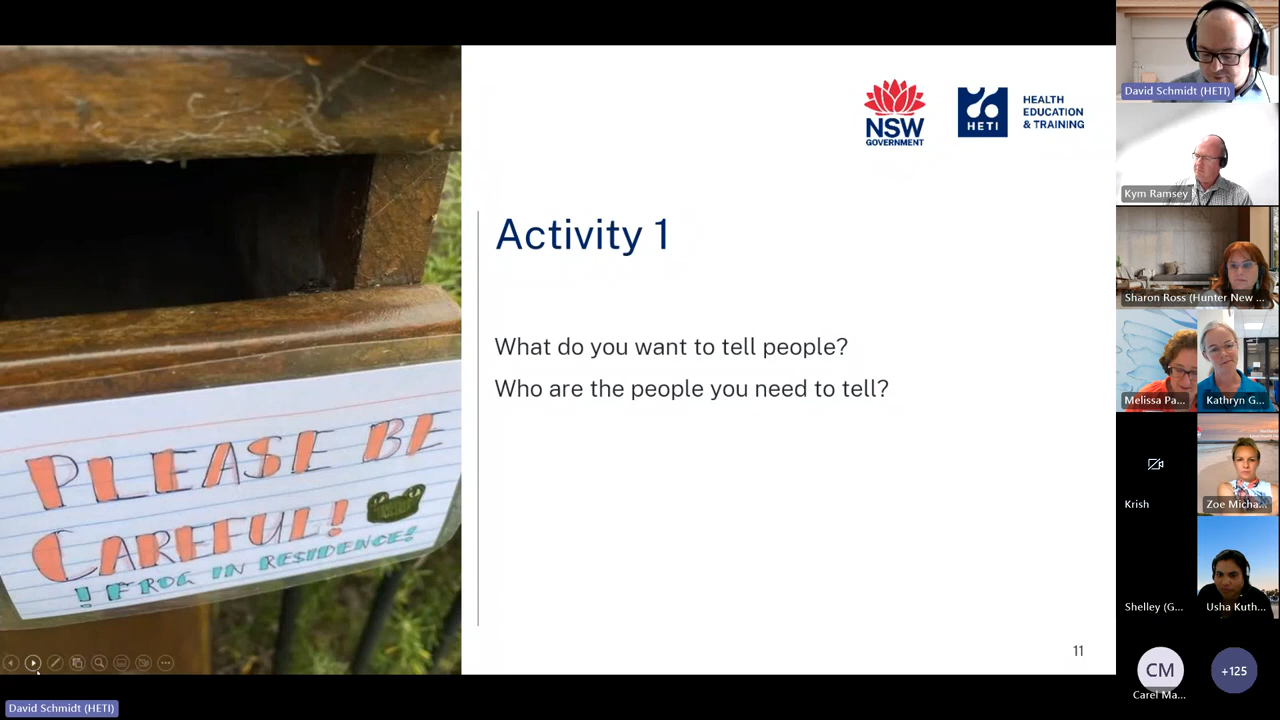 NSW
GOVERNMENT
HETI
HEALTH
EDUCATION
& TRAINING
Activity 1
What do you want to tell people?
Who are the people you need to tell?
PLEASE BE
CAREFUL!
! FROG IN RESIDENCE!
11
David Schmidt (HETI)
David Schmidt (HETI)
Kym Ramsey
Sharon Ross (Hunter New ...
Melissa Pa...
Kathryn G...
Krish
Zoe Micha...
Shelley (G...
Usha Kuth...
CM
Carel Ma...
+125